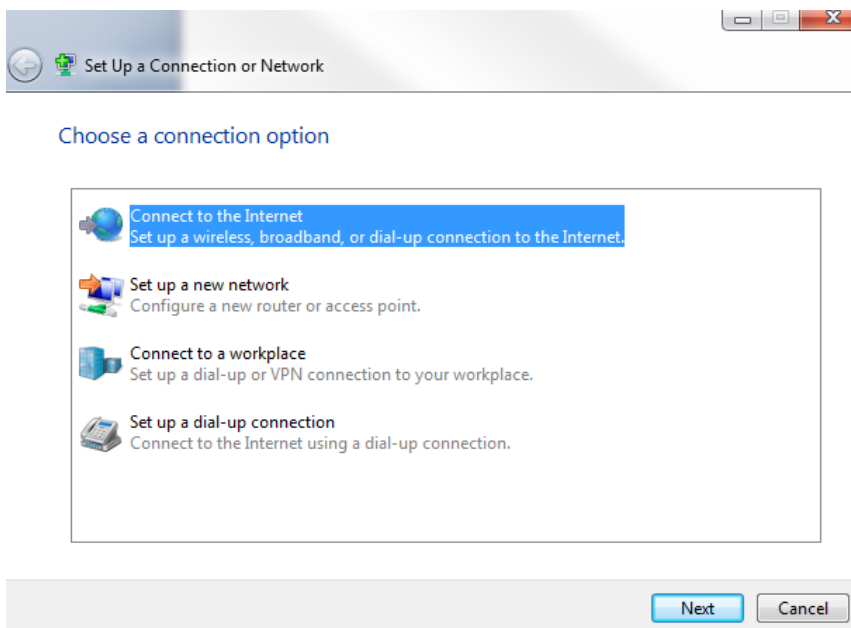 Set Up a Connection or Network
Choose a connection option
Connect to the Internet
Set up a wireless, broadband, or dial-up connection to the Internet.
Set up a new network
Configure a new router or access point.
Connect to a workplace
Set up a dial-up or VPN connection to your workplace.
Set up a dial-up connection
Connect to the Internet using a dial-up connection.
Next Cancel